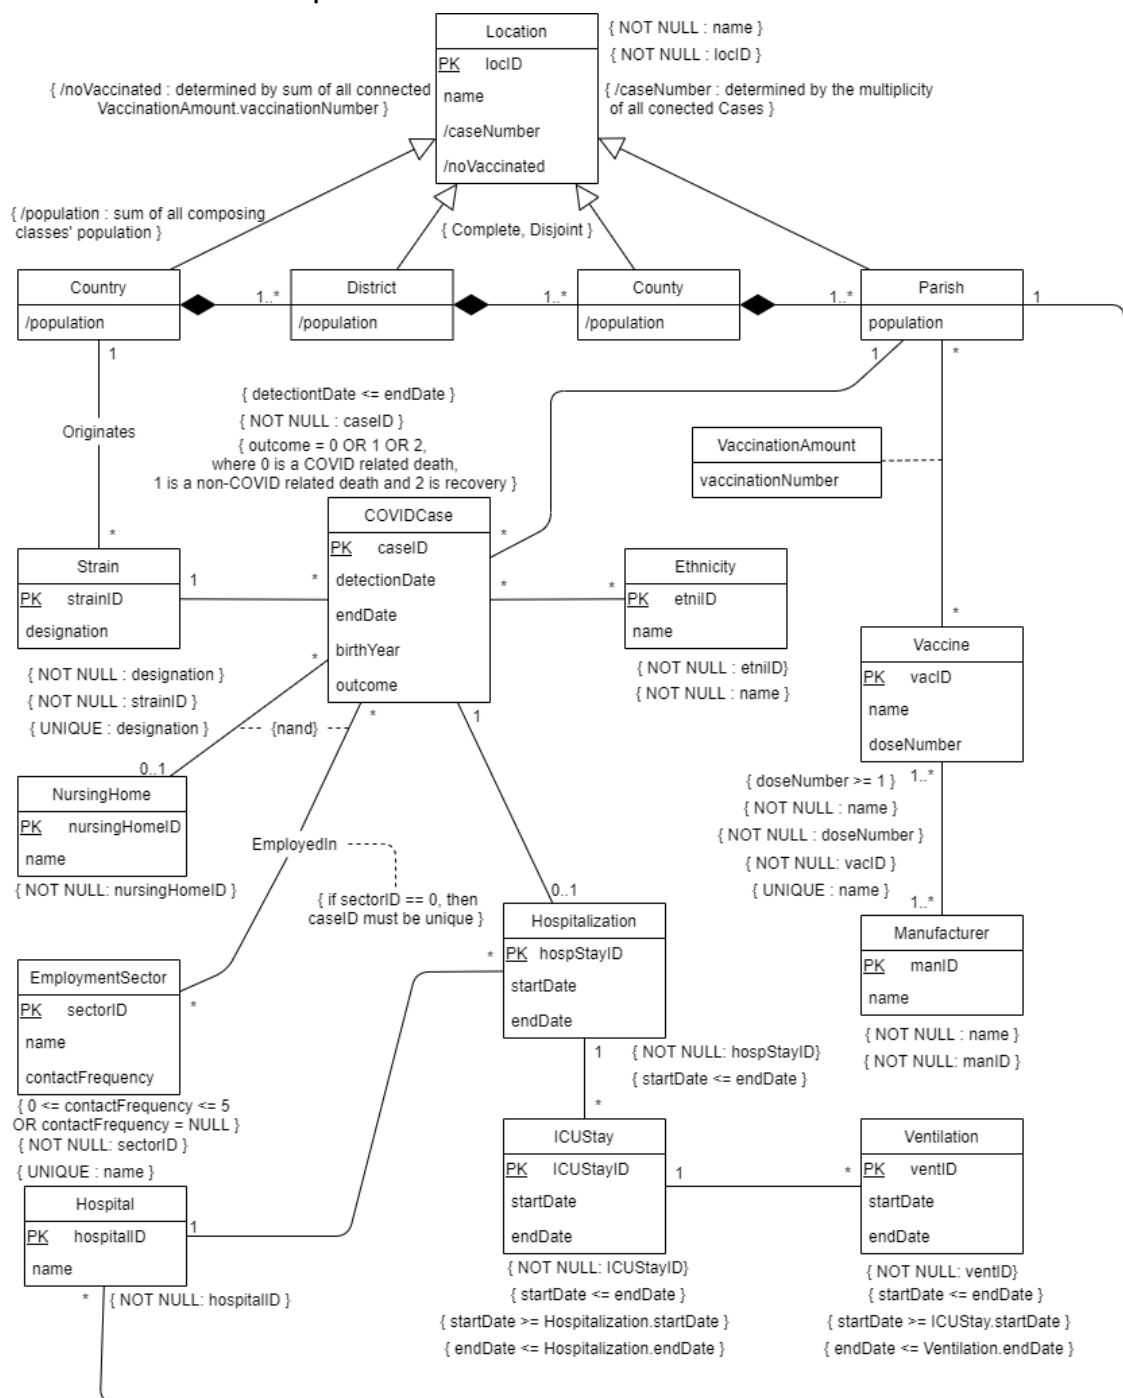 Location
{ NOT NULL : name }
{ NOT NULL : locID }
PK locID
name
/caseNumber
/noVaccinated
{ /noVaccinated : determined by sum of all connected
VaccinationAmount.vaccinationNumber }
{ /caseNumber : determined by the multiplicity
of all conected Cases }
{ /population : sum of all composing
classes' population }
{ Complete, Disjoint }
Country
/population
1..*
District
/population
1..*
County
/population
1..*
Parish
population
1
1
1
*
Originates
{ detectiontDate <= endDate }
{ NOT NULL : caseID }
{ outcome = 0 OR 1 OR 2,
where 0 is a COVID related death,
1 is a non-COVID related death and 2 is recovery }
VaccinationAmount
vaccinationNumber
COVIDCase
PK caseID
detectionDate
endDate
birthYear
outcome
*
*
Strain
PK strainID
designation
1
*
Ethnicity
PK etniID
name
*
*
{ NOT NULL : etniID}
{ NOT NULL : name }
*
Vaccine
PK vacID
name
doseNumber
{ NOT NULL : designation }
{ NOT NULL : strainID }
{ UNIQUE : designation }
{nand}
*
*
1
0..1
NursingHome
PK nursingHomeID
name
{ NOT NULL: nursingHomeID }
{ doseNumber >= 1 }
{ NOT NULL : name }
{ NOT NULL : doseNumber }
{ NOT NULL: vacID }
{ UNIQUE : name }
1..*
1..*
EmployedIn
{ if sectorID == 0, then
caseID must be unique }
0..1
Hospitalization
PK hospStayID
startDate
endDate
*
Manufacturer
PK manID
name
{ NOT NULL : name }
{ NOT NULL: manID }
EmploymentSector
PK sectorID
name
contactFrequency
*
{ 0 <= contactFrequency <= 5
OR contactFrequency = NULL }
{ NOT NULL: sectorID }
{ UNIQUE : name }
1
{ NOT NULL: hospStayID}
{ startDate <= endDate }
*
ICUStay
PK ICUStayID
startDate
endDate
1
*
Ventilation
PK ventID
startDate
endDate
Hospital
PK hospitalID
name
1
*
{ NOT NULL: hospitalID }
{ NOT NULL: ICUStayID}
{ startDate <= endDate }
{ startDate >= Hospitalization.startDate }
{ endDate <= Hospitalization.endDate }
{ NOT NULL: ventID}
{ startDate <= endDate }
{ startDate >= ICUStay.startDate }
{ endDate <= Ventilation.endDate }